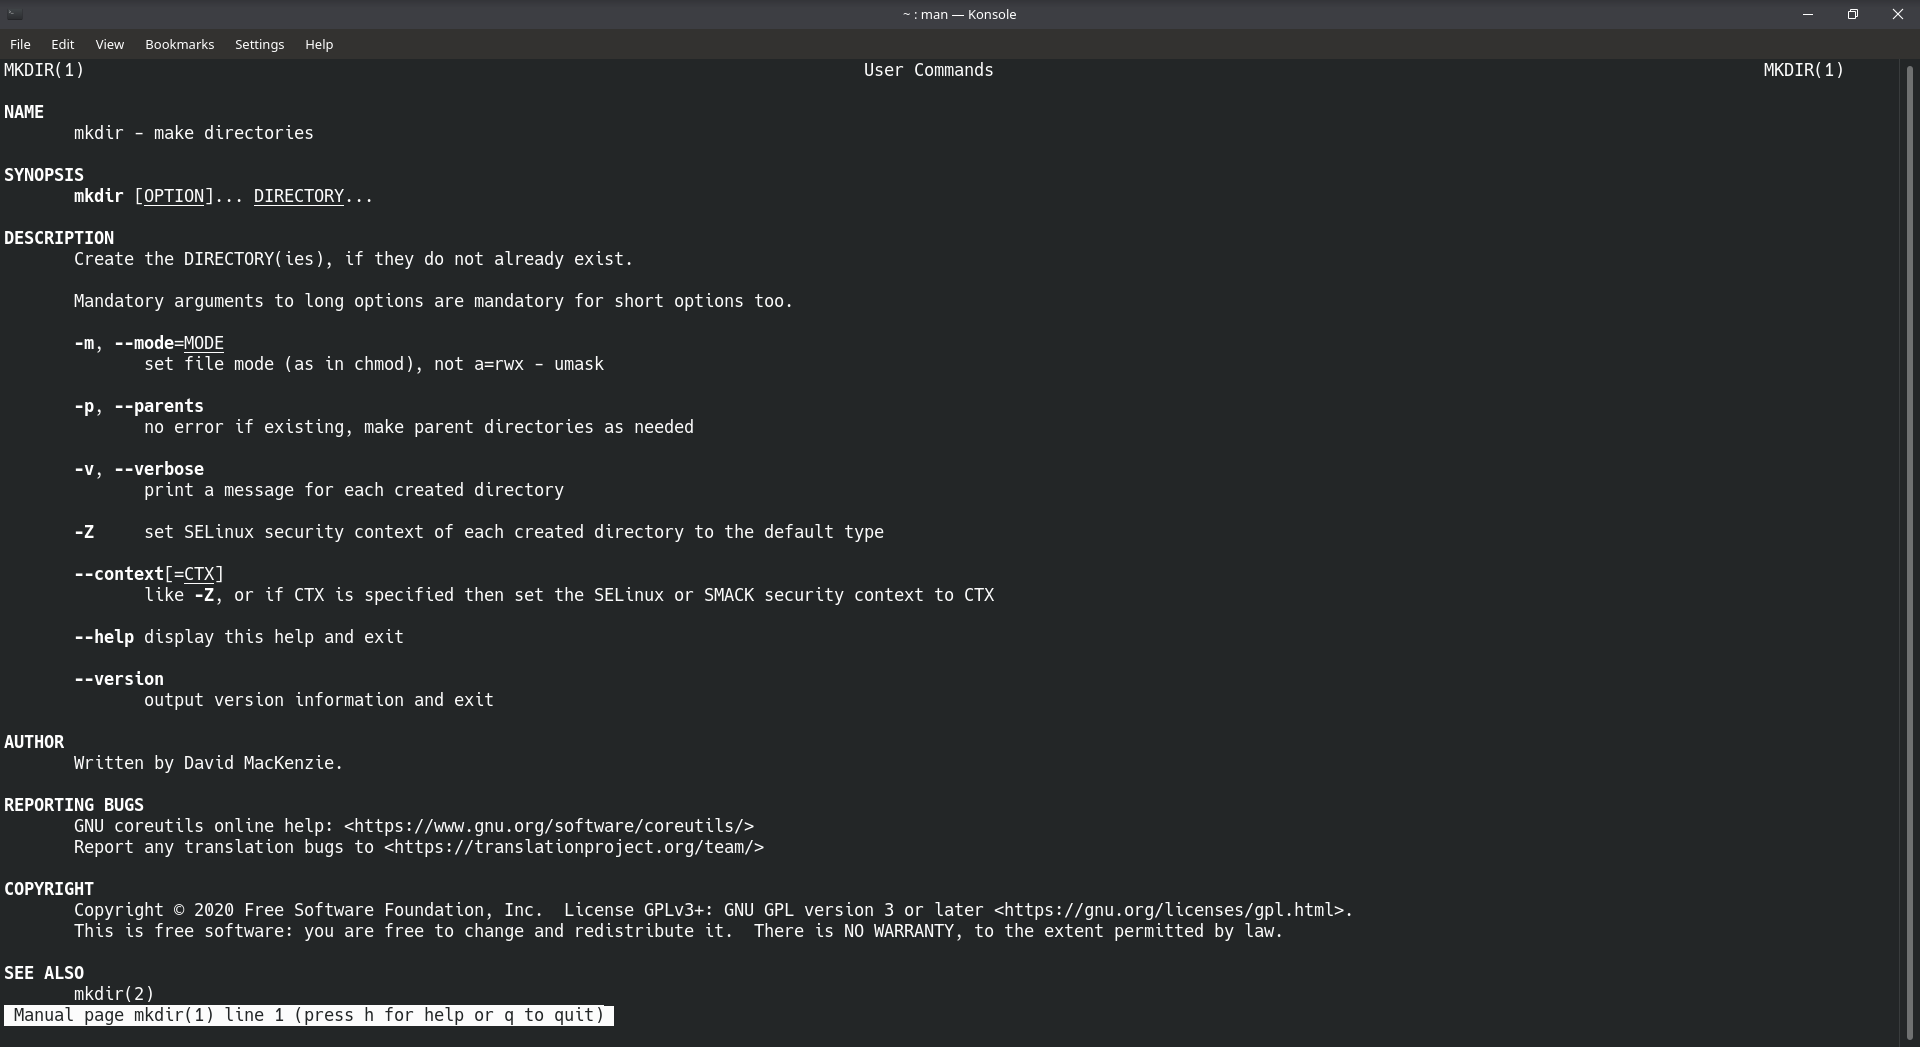 ~ : man — Konsole
File Edit View Bookmarks Settings Help
MKDIR(1) User Commands MKDIR(1)
NAME
mkdir - make directories
SYNOPSIS
mkdir [OPTION]... DIRECTORY...
DESCRIPTION
Create the DIRECTORY(ies), if they do not already exist.
Mandatory arguments to long options are mandatory for short options too.
-m, --mode=MODE
set file mode (as in chmod), not a=rwx - umask
-p, --parents
no error if existing, make parent directories as needed
-v, --verbose
print a message for each created directory
-Z set SELinux security context of each created directory to the default type
--context[=CTX]
like -Z, or if CTX is specified then set the SELinux or SMACK security context to CTX
--help display this help and exit
--version
output version information and exit
AUTHOR
Written by David MacKenzie.
REPORTING BUGS
GNU coreutils online help: <https://www.gnu.org/software/coreutils/>
Report any translation bugs to <https://translationproject.org/team/>
COPYRIGHT
Copyright © 2020 Free Software Foundation, Inc. License GPLv3+: GNU GPL version 3 or later <https://gnu.org/licenses/gpl.html>.
This is free software: you are free to change and redistribute it. There is NO WARRANTY, to the extent permitted by law.
SEE ALSO
mkdir(2)
Manual page mkdir(1) line 1 (press h for help or q to quit)